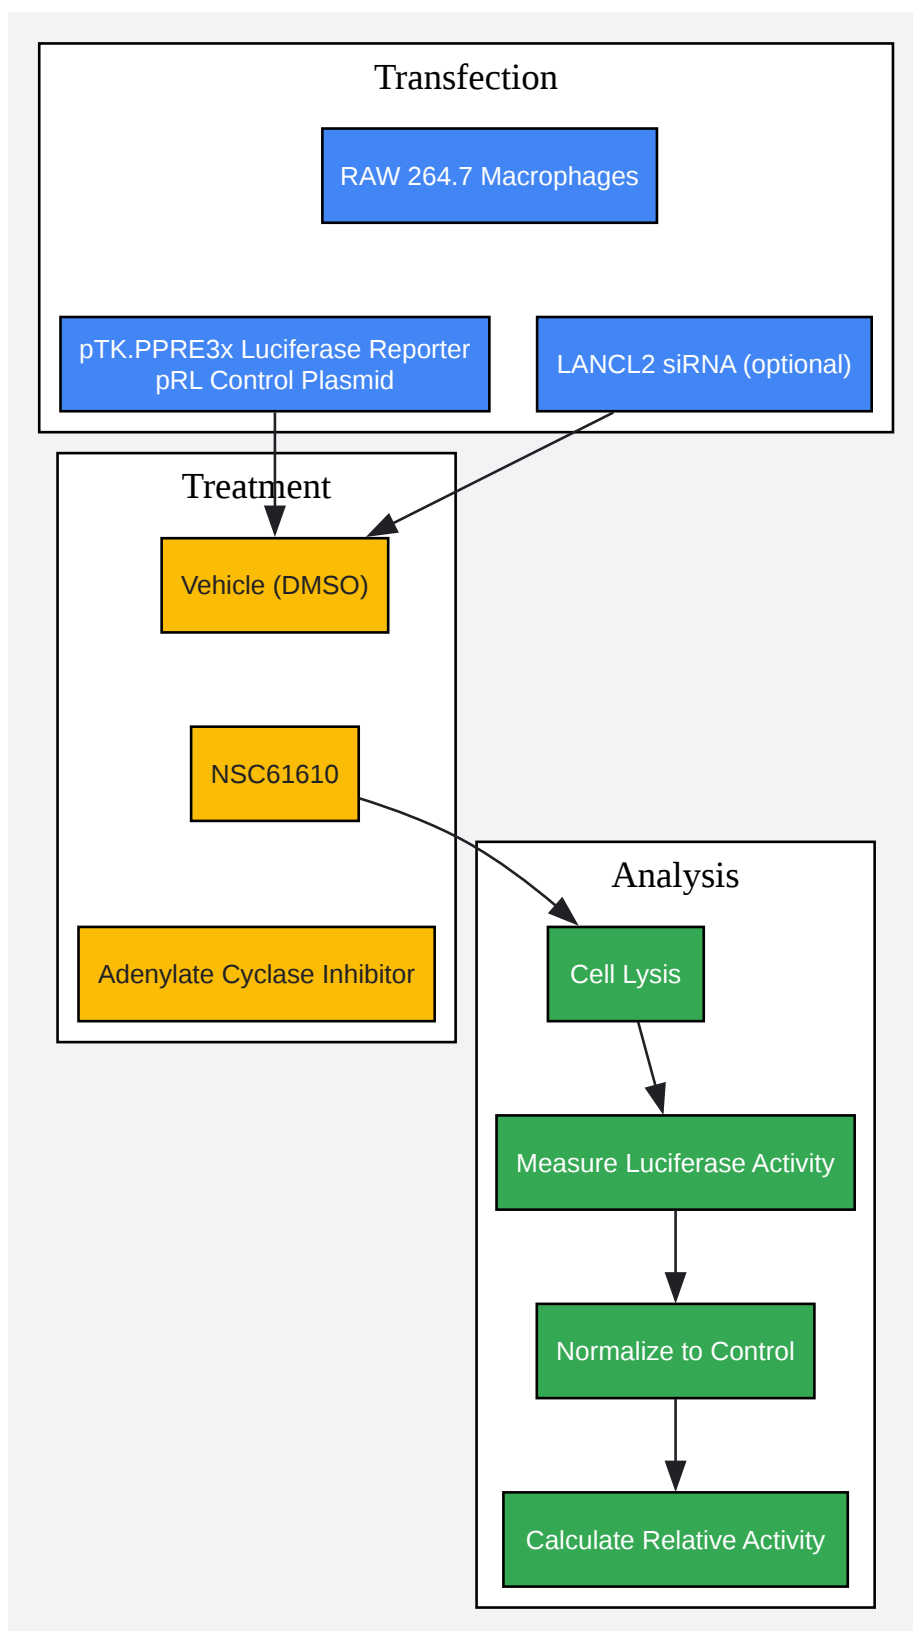 Transfection
RAW 264.7 Macrophages
pTK.PPRE3x Luciferase Reporter
pRL Control Plasmid
LANCL2 siRNA (optional)
Treatment
Vehicle (DMSO)
NSC61610
Adenylate Cyclase Inhibitor
Analysis
Cell Lysis
Measure Luciferase Activity
Normalize to Control
Calculate Relative Activity